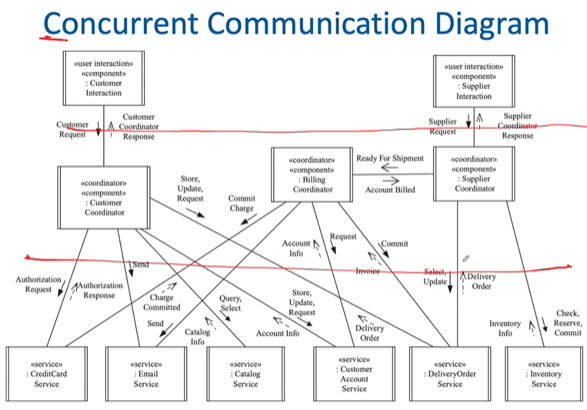 Concurrent Communication Diagram
«user interaction»
«component»
: Customer
Interaction
«user interaction»
«component»
: Supplier
Interaction
Customer
Request
Customer
Coordinator
Response
Supplier
Request
Supplier
Coordinator
Response
«coordinator»
«component»
: Customer
Coordinator
Store,
Update,
Request
Commit
Charge
«coordinator»
«component»
: Billing
Coordinator
Ready For Shipment
Account Billed
«coordinator»
«component»
: Supplier
Coordinator
Account
Info
Request
Commit
Invoice
Select,
Update
Delivery
Order
Send
Authorization
Request
Authorization
Response
Charge
Committed
Send
Query,
Select
Catalog
Info
Store,
Update,
Request
Account Info
Delivery
Order
Inventory
Info
Check,
Reserve,
Commit
«service»
: CreditCard
Service
«service»
: Email
Service
«service»
: Catalog
Service
«service»
: Customer
Account
Service
«service»
: DeliveryOrder
Service
«service»
: Inventory
Service